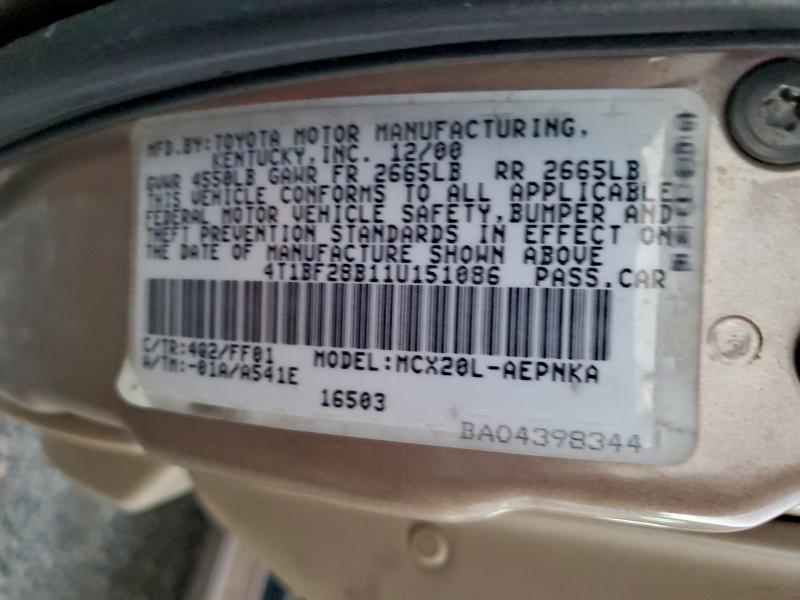 MFD.BY:TOYOTA MOTOR MANUFACTURING,
KENTUCKY,INC. 12/00
GVWR 4550LB GAWR FR 2665LB RR 2665LB
THIS VEHICLE CONFORMS TO ALL APPLICABLE
FEDERAL MOTOR VEHICLE SAFETY,BUMPER AND
THEFT PREVENTION STANDARDS IN EFFECT ON
THE DATE OF MANUFACTURE SHOWN ABOVE
4T1BF28B11U151086 PASS.CAR
C/TR:4Q2/FF01 MODEL:MCX20L-AEPNKA
A/TM:-01A/A541E
16503
BA04398344